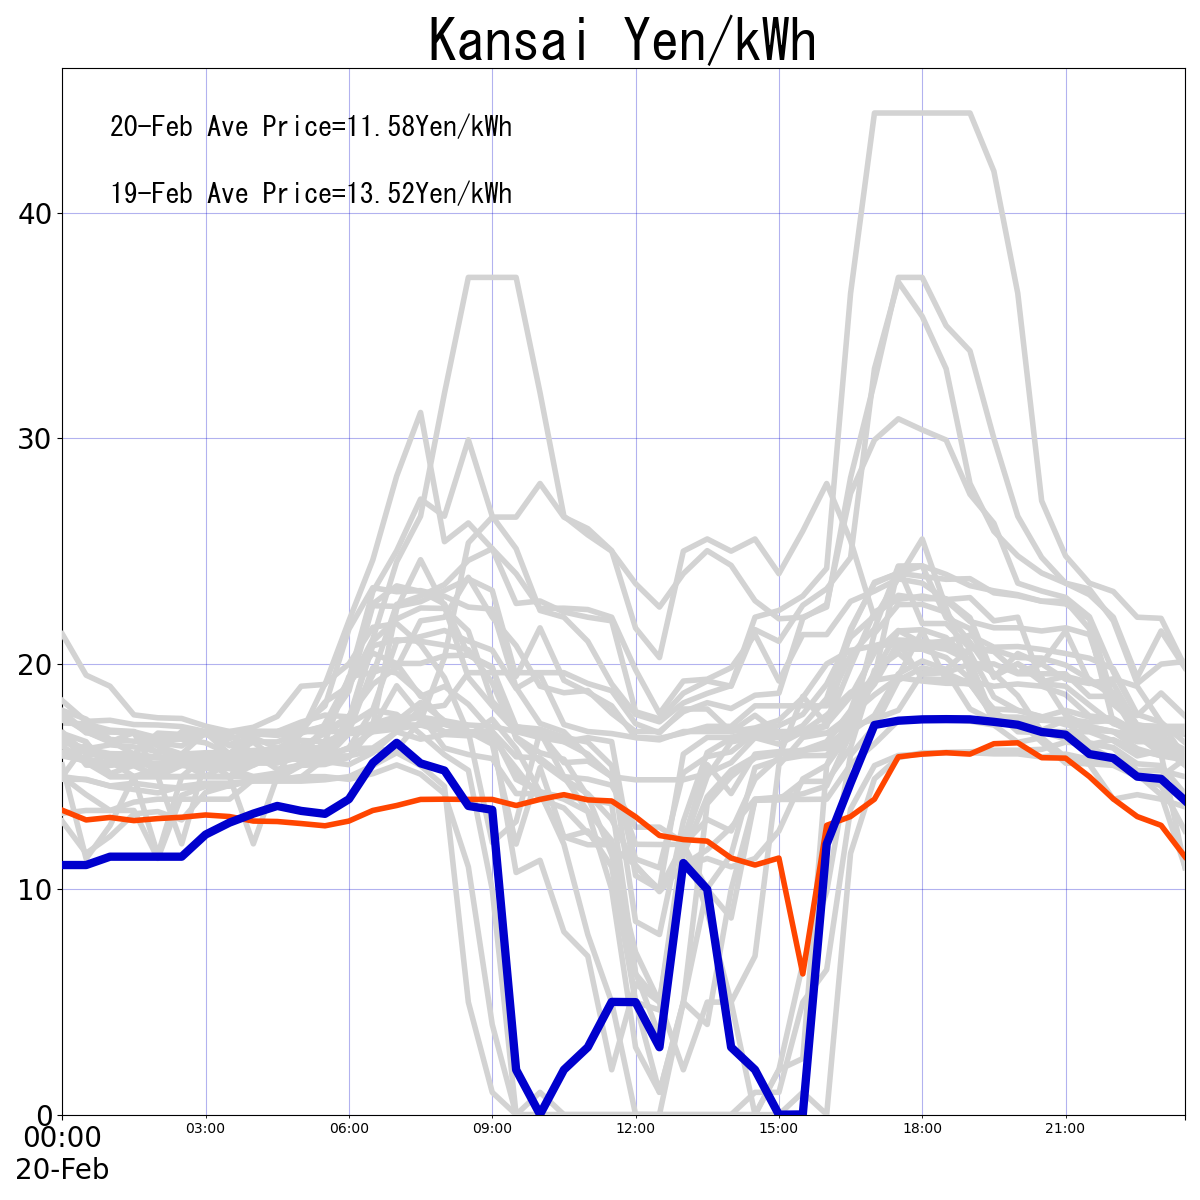 Kansai Yen/kWh
20-Feb Ave Price=11.58Yen/kWh
19-Feb Ave Price=13.52Yen/kWh
40
30
20
10
0
00:00 03:00 06:00 09:00 12:00 15:00 18:00 21:00
20-Feb